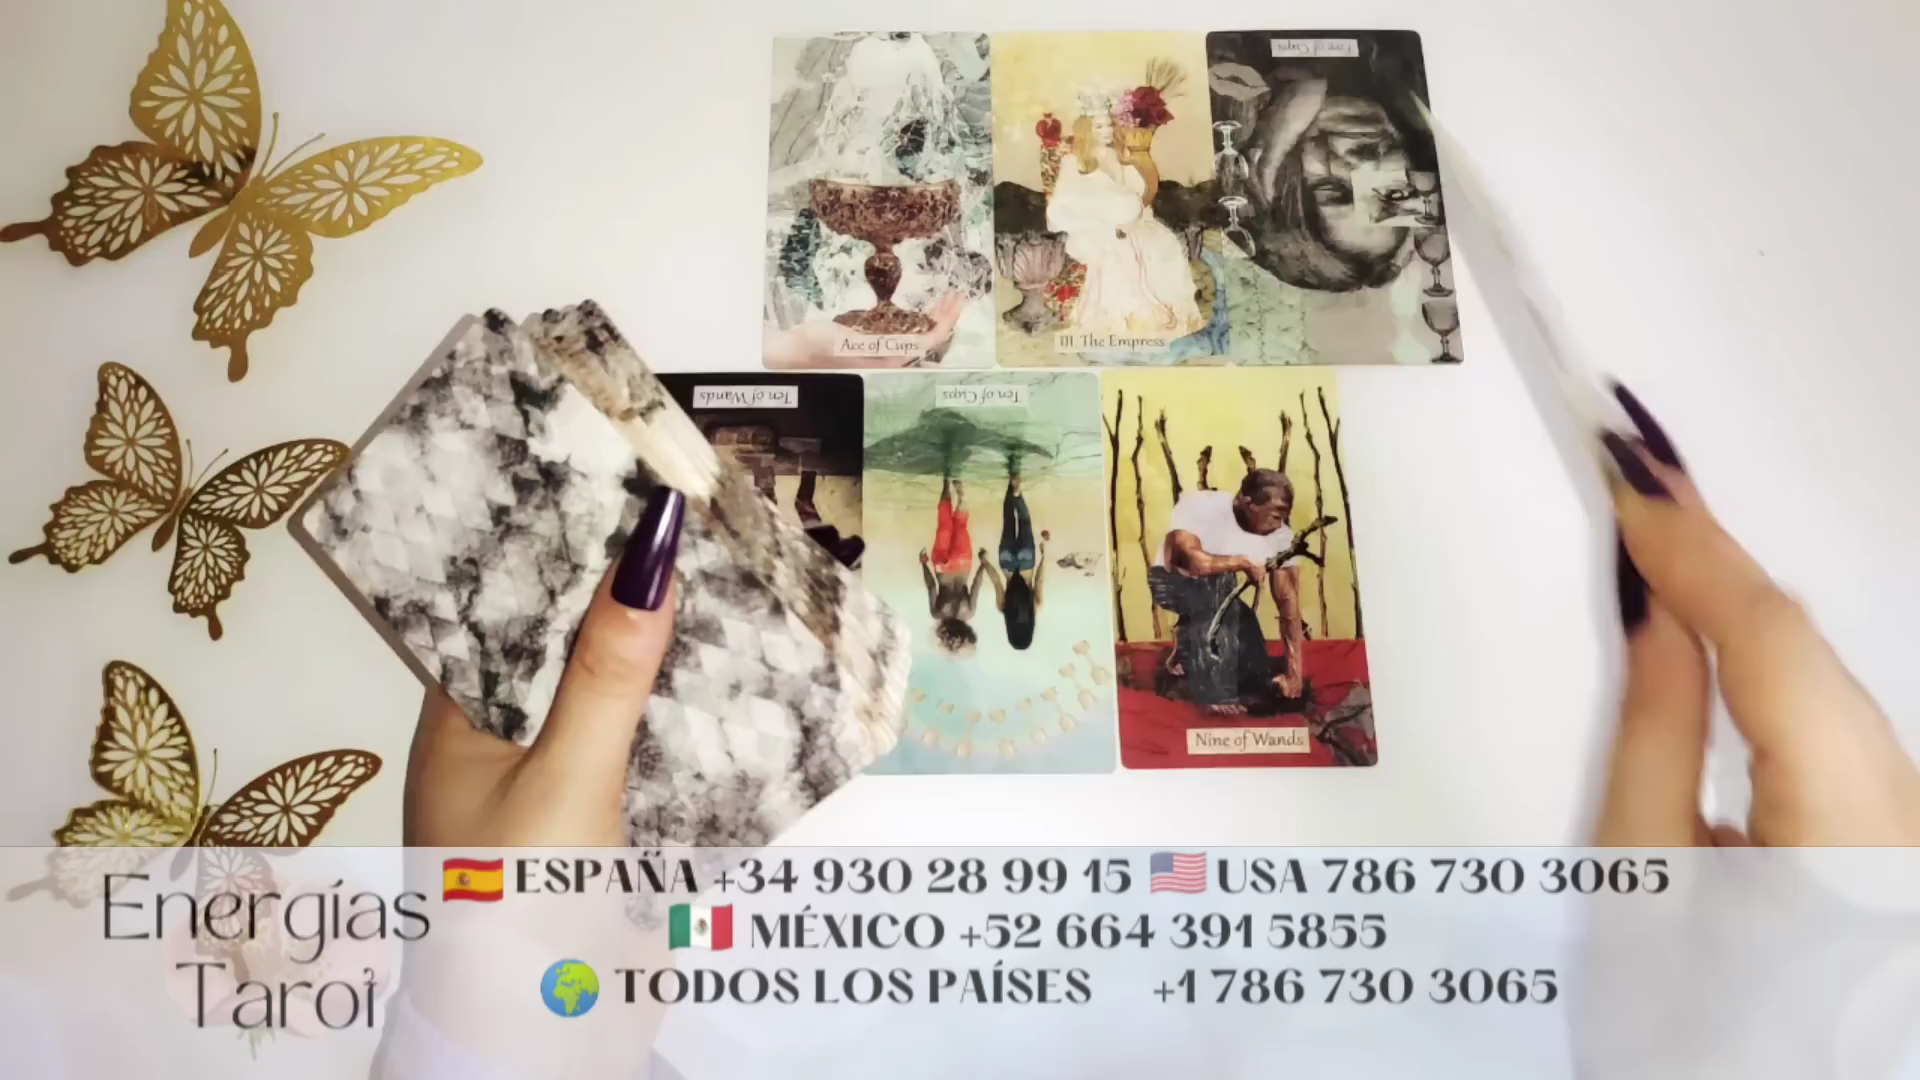 Ace of Cups
III. The Empress
Five of Cups
Ten of Wands
Ten of Cups
Nine of Wands
Energías
Tarot
ESPAÑA +34 930 28 99 15 USA 786 730 3065
MÉXICO +52 664 391 5855
TODOS LOS PAÍSES +1 786 730 3065